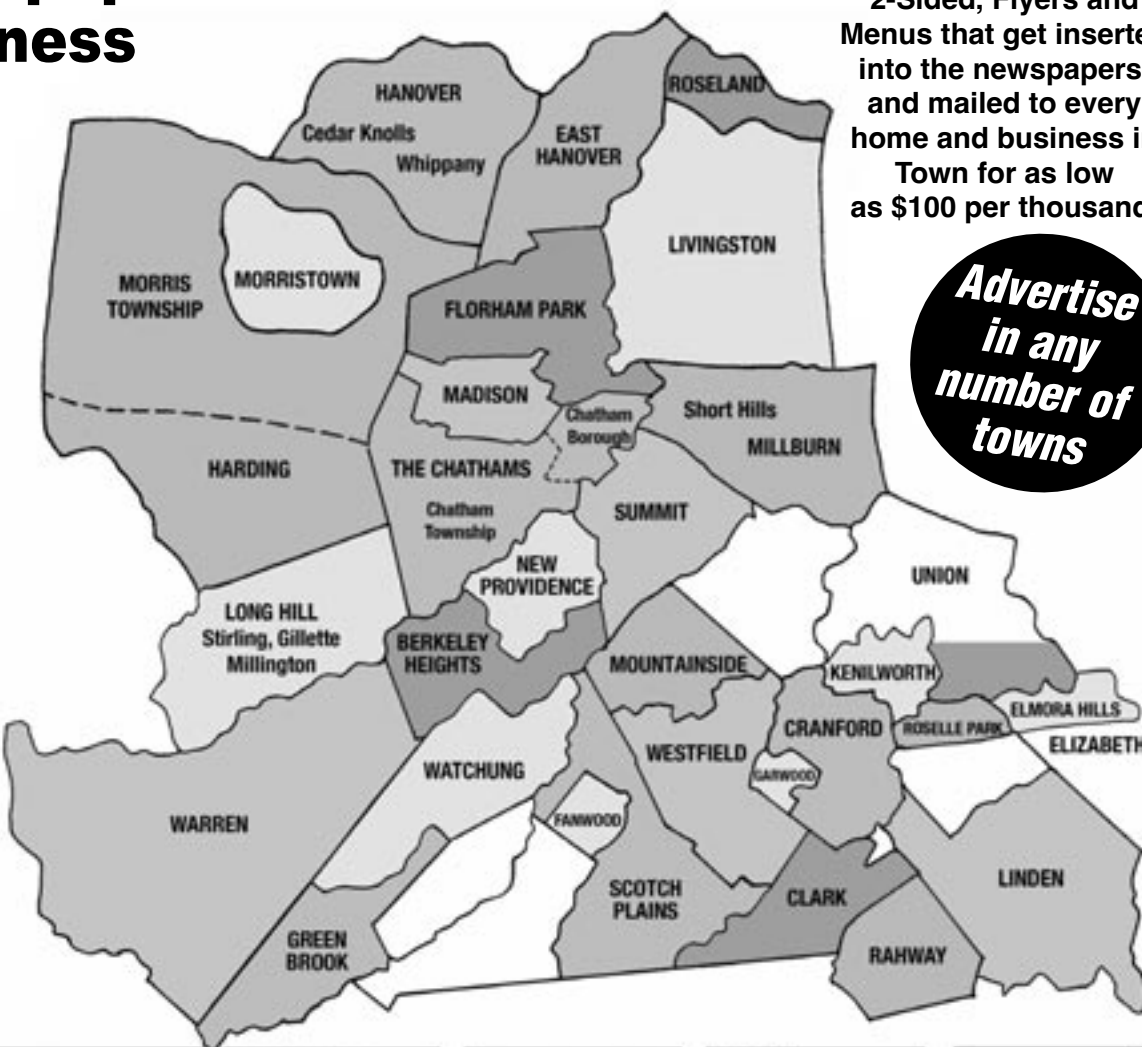 ness
2-Sided, Flyers and
Menus that get inserte
into the newspapers
and mailed to every
home and business i
Town for as low
as $100 per thousand
Advertise
in any
number of
towns
ROSELAND
HANOVER
Cedar Knolls
Whippany
EAST
HANOVER
LIVINGSTON
MORRIS
TOWNSHIP
MORRISTOWN
FLORHAM PARK
MADISON
Chatham
Borough
Short Hills
MILLBURN
HARDING
THE CHATHAMS
Chatham
Township
SUMMIT
NEW
PROVIDENCE
UNION
LONG HILL
Stirling, Gillette
Millington
BERKELEY
HEIGHTS
MOUNTAINSIDE
KENILWORTH
ELMORA HILLS
CRANFORD
ROSELLE PARK
ELIZABETH
WESTFIELD
GARWOOD
WATCHUNG
WARREN
FANWOOD
SCOTCH
PLAINS
CLARK
LINDEN
GREEN
BROOK
RAHWAY